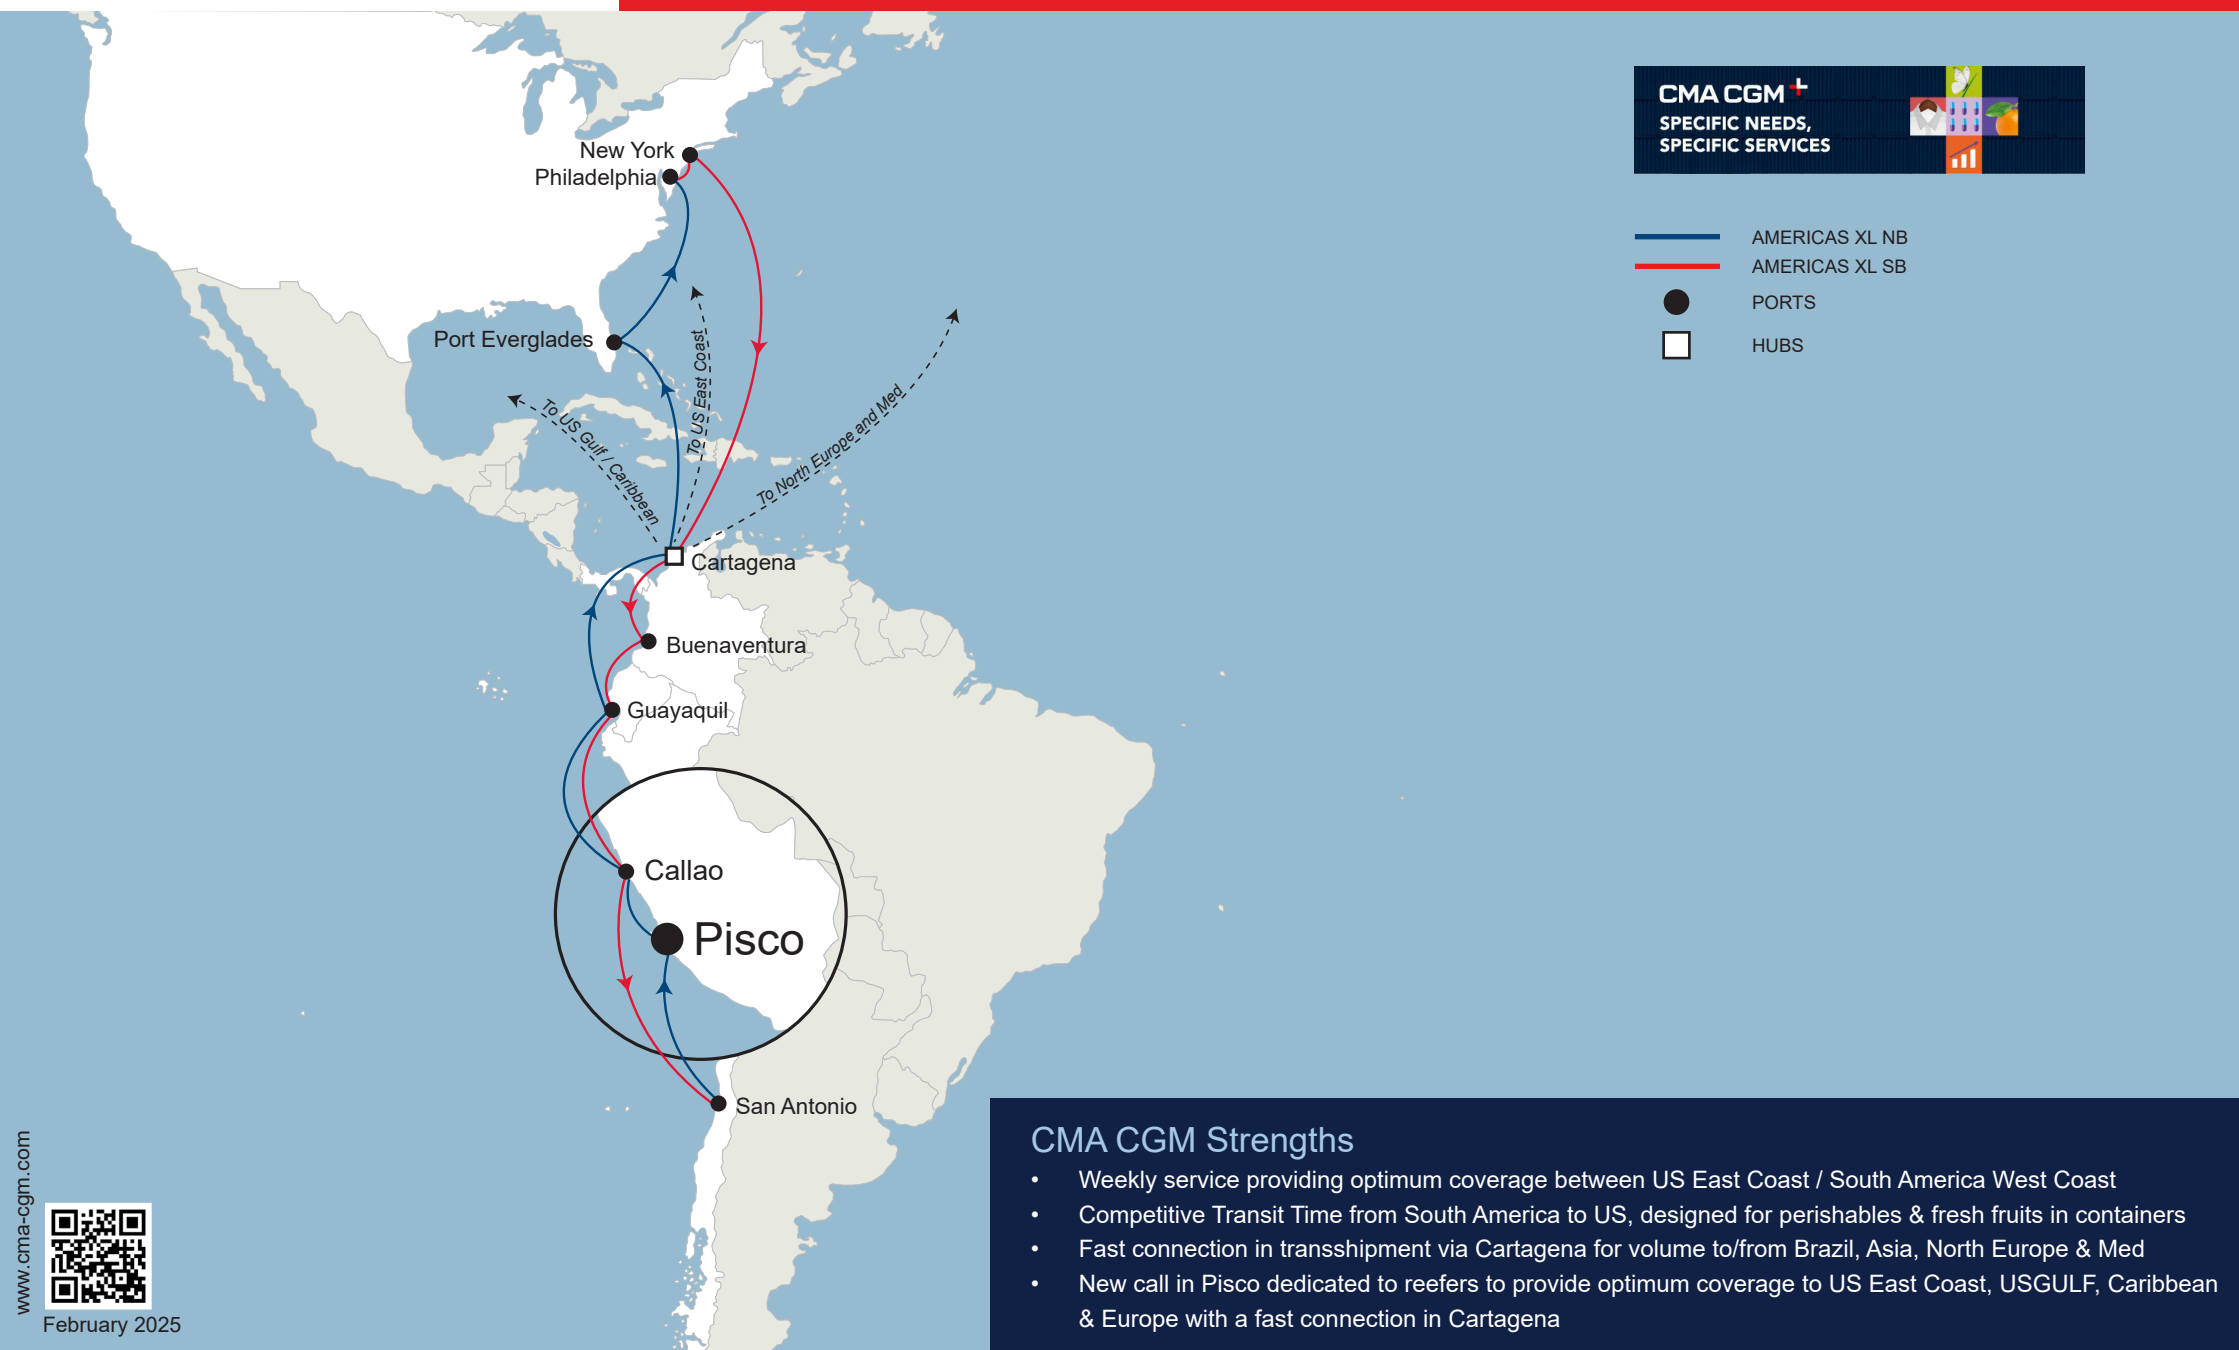 CMA CGM
SPECIFIC NEEDS,
SPECIFIC SERVICES
AMERICAS XL NB
AMERICAS XL SB
PORTS
HUBS
New York
Philadelphia
Port Everglades
To US Gulf / Caribbean
To US East Coast
To North Europe and Med
Cartagena
Buenaventura
Guayaquil
Callao
Pisco
San Antonio
CMA CGM Strengths
• Weekly service providing optimum coverage between US East Coast / South America West Coast
• Competitive Transit Time from South America to US, designed for perishables & fresh fruits in containers
• Fast connection in transshipment via Cartagena for volume to/from Brazil, Asia, North Europe & Med
• New call in Pisco dedicated to reefers to provide optimum coverage to US East Coast, USGULF, Caribbean
& Europe with a fast connection in Cartagena
www.cma-cgm.com
February 2025